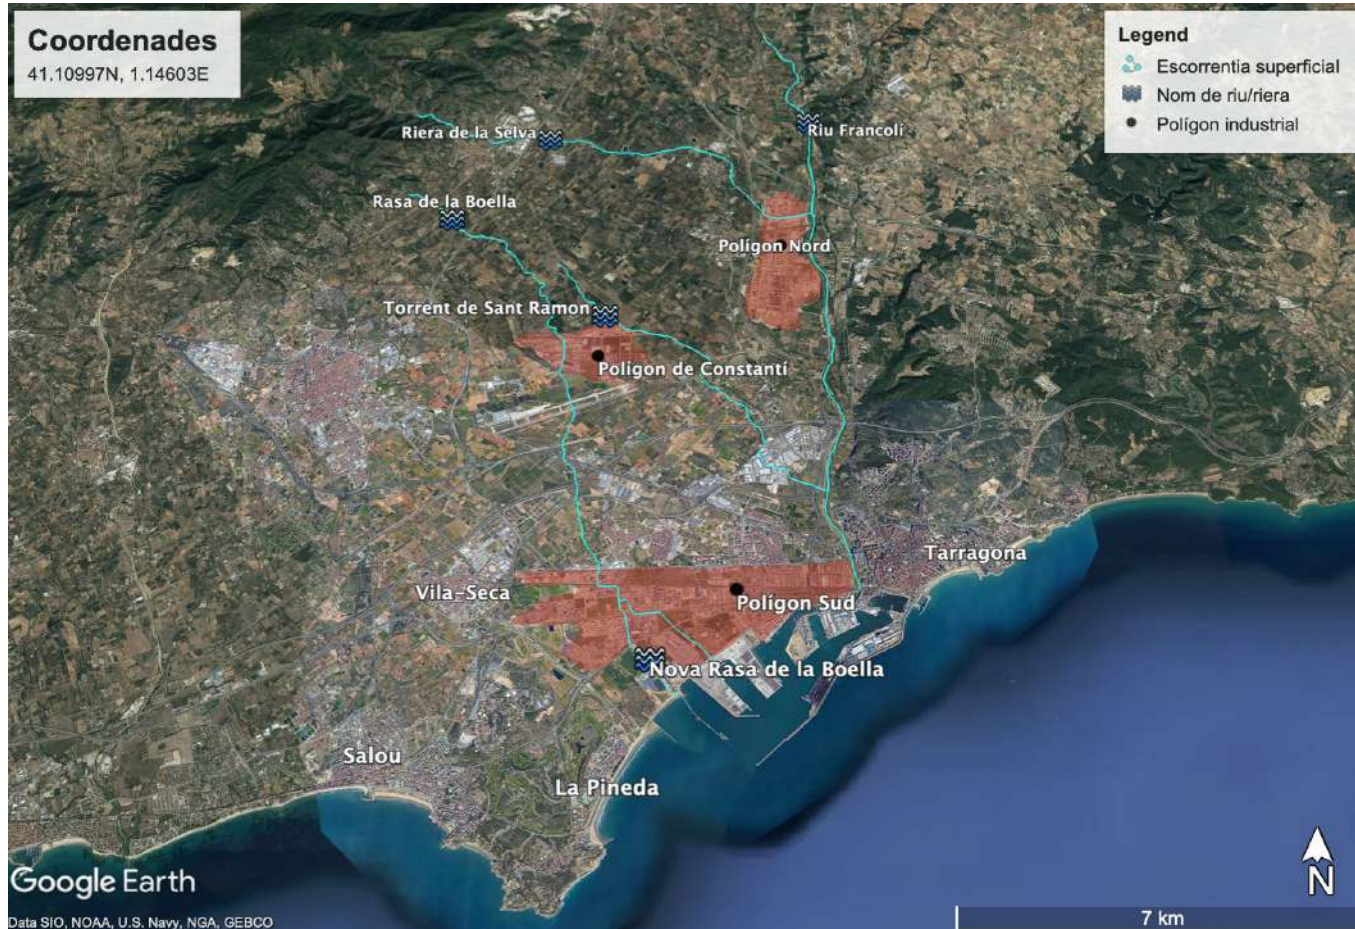 Coordenades
41.10997N, 1.14603E
Legend
Escorrentia superficial
Nom de riu/riera
Polígon industrial
Riera de la Selva
Riu Francolí
Rasa de la Boella
Polígon Nord
Torrent de Sant Ramon
Polígon de Constantí
Tarragona
Vila-Seca
Polígon Sud
Nova Rasa de la Boella
Salou
La Pineda
Google Earth
N
Data SIO, NOAA, U.S. Navy, NGA, GEBCO
7 km